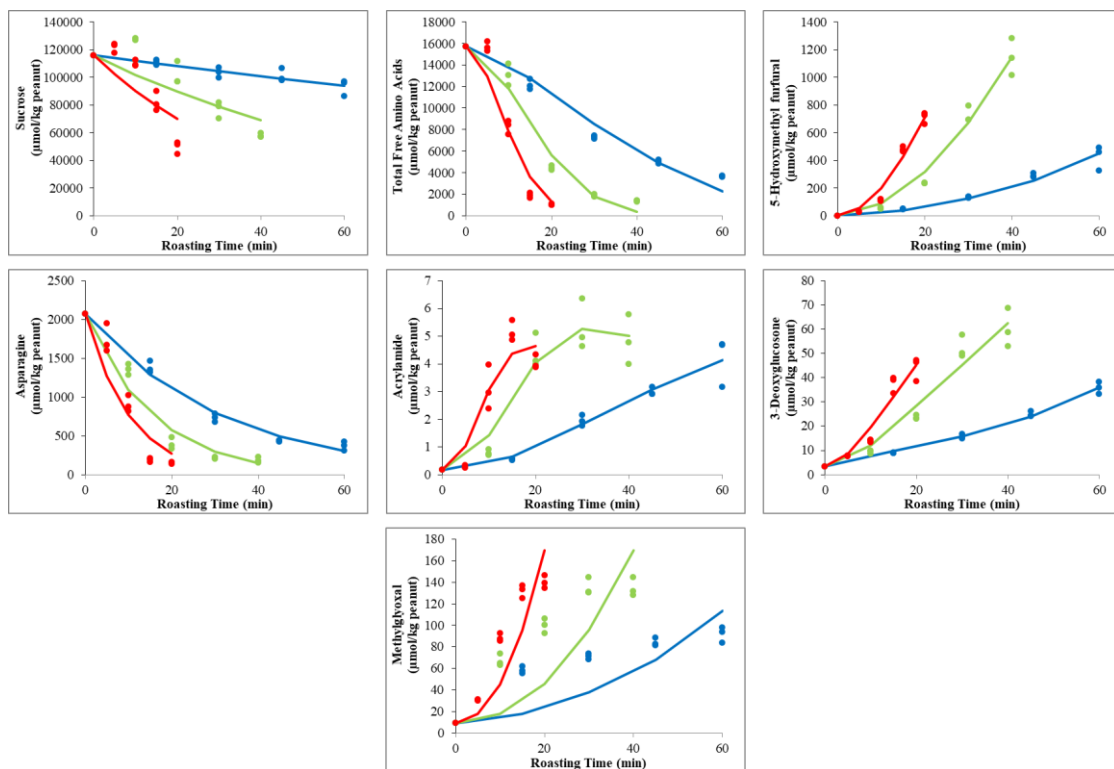 Sucrose
(µmol/kg peanut)
140000
120000
100000
80000
60000
40000
20000
0
0 20 40 60
Roasting Time (min)
Total Free Amino Acids
(µmol/kg peanut)
18000
16000
14000
12000
10000
8000
6000
4000
2000
0
0 20 40 60
Roasting Time (min)
5-Hydroxymethyl furfural
(µmol/kg peanut)
1400
1200
1000
800
600
400
200
0
0 20 40 60
Roasting Time (min)
Asparagine
(µmol/kg peanut)
2500
2000
1500
1000
500
0
0 20 40 60
Roasting Time (min)
Acrylamide
(µmol/kg peanut)
7
6
5
4
3
2
1
0
0 20 40 60
Roasting Time (min)
3-Deoxyglucosone
(µmol/kg peanut)
80
70
60
50
40
30
20
10
0
0 20 40 60
Roasting Time (min)
Methylglyoxal
(µmol/kg peanut)
180
160
140
120
100
80
60
40
20
0
0 20 40 60
Roasting Time (min)